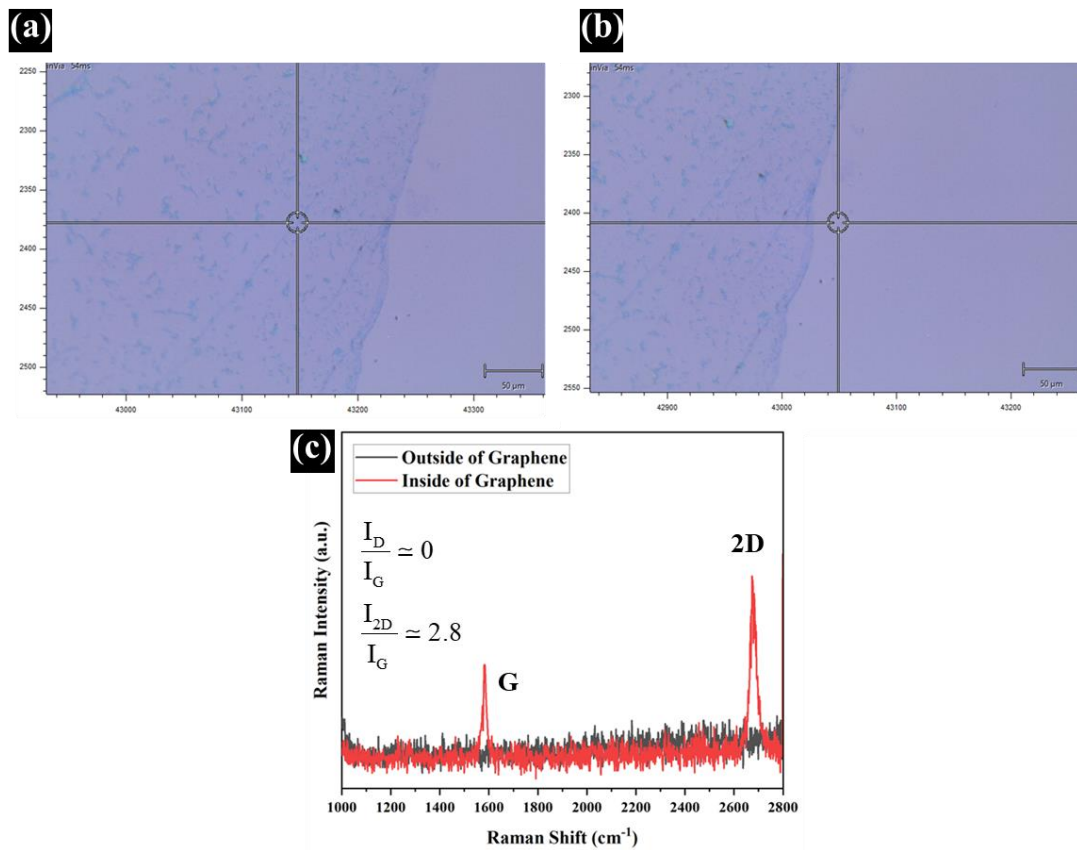 (a)
inVia 54ms
2250
2300
2350
2400
2450
2500
43000
43100
43200
43300
50 µm
(b)
inVia 54ms
2300
2350
2400
2450
2500
2550
42900
43000
43100
43200
50 µm
(c)
Outside of Graphene
Inside of Graphene
I_D/I_G ≃ 0
I_2D/I_G ≃ 2.8
G
2D
Raman Intensity (a.u.)
1000 1200 1400 1600 1800 2000 2200 2400 2600 2800
Raman Shift (cm⁻¹)